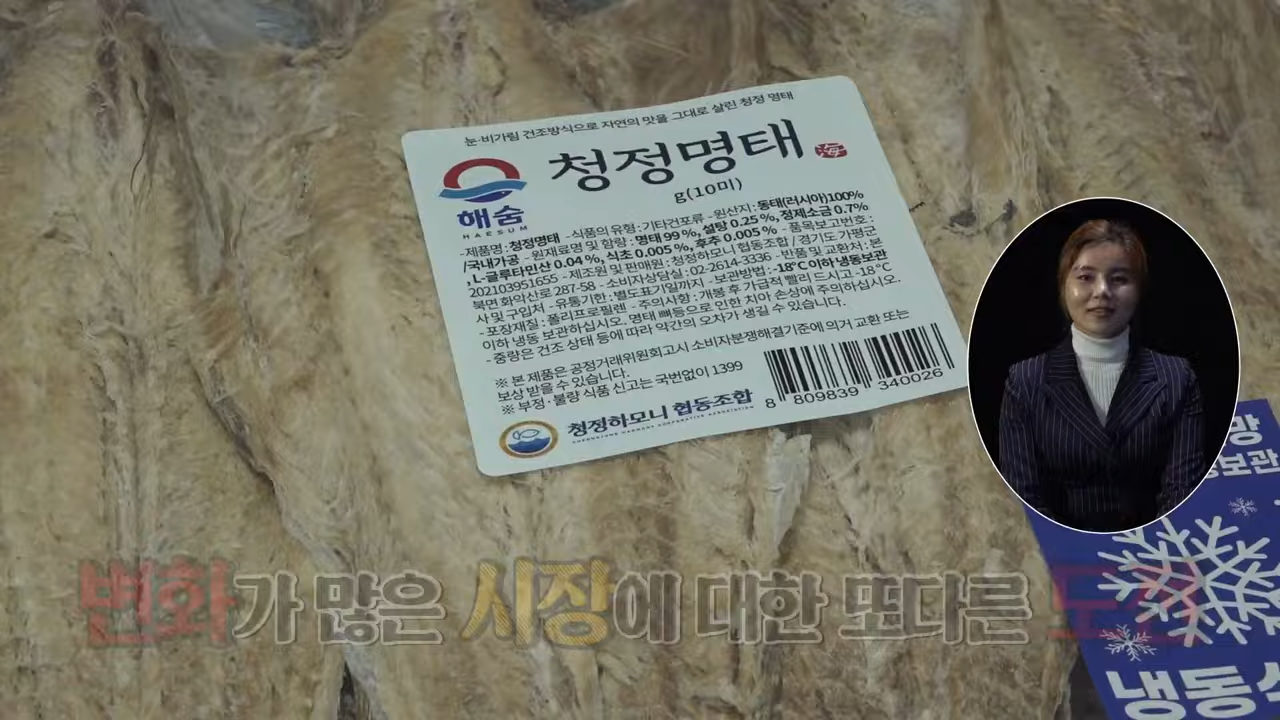 눈·비가림 건조방식으로 자연의 맛을 그대로 살린 청정 명태
청정명태 海
g(10미)
해숨
HAESUM
-제품명 : 청정명태 -식품의 유형 : 기타건포류 -원산지 : 동태(러시아)100%
/국내가공 -원재료명 및 함량 : 명태 99 %, 설탕 0.25 %, 정제소금 0.7%
, L-글루타민산 0.04 %, 식초 0.005 %, 후추 0.005 % -품목보고번호 :
202103951655 -제조원 및 판매원 : 청정하모니 협동조합 / 경기도 가평군
북면 화악산로 287-58 -소비자상담실 : 02-2614-3336 -반품 및 교환처 : 본
사 및 구입처 -유통기한 : 별도표기일까지 -보관방법 : -18°C 이하 냉동보관
-포장재질 : 폴리프로필렌 -주의사항 : 개봉 후 가급적 빨리 드시고 -18°C
이하 냉동 보관하십시오. 명태 뼈등으로 인한 치아 손상에 주의하십시오.
-중량은 건조 상태 등에 따라 약간의 오차가 생길 수 있습니다.
※ 본 제품은 공정거래위원회고시 소비자분쟁해결기준에 의거 교환 또는
보상 받을 수 있습니다.
※ 부정·불량 식품 신고는 국번없이 1399
청정하모니 협동조합
CHEONGJUNG HARMONY COOPERATIVE ASSOCIATION
8 809839 340026
망
보관
변화가 많은 시장에 대한 또다른 도전
냉동식